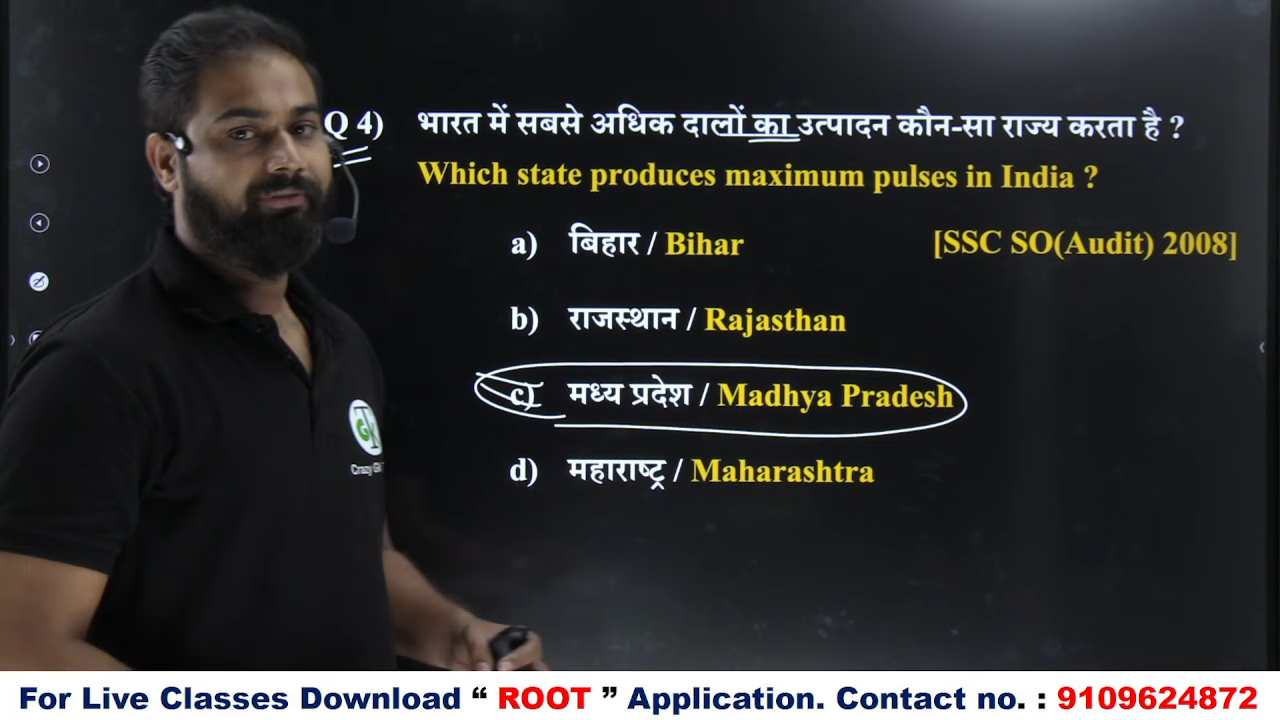 Q 4) भारत में सबसे अधिक दालों का उत्पादन कौन-सा राज्य करता है ?
Which state produces maximum pulses in India ?
a) बिहार / Bihar [SSC SO(Audit) 2008]
b) राजस्थान / Rajasthan
c) मध्य प्रदेश / Madhya Pradesh
d) महाराष्ट्र / Maharashtra
For Live Classes Download “ ROOT ” Application. Contact no. : 9109624872